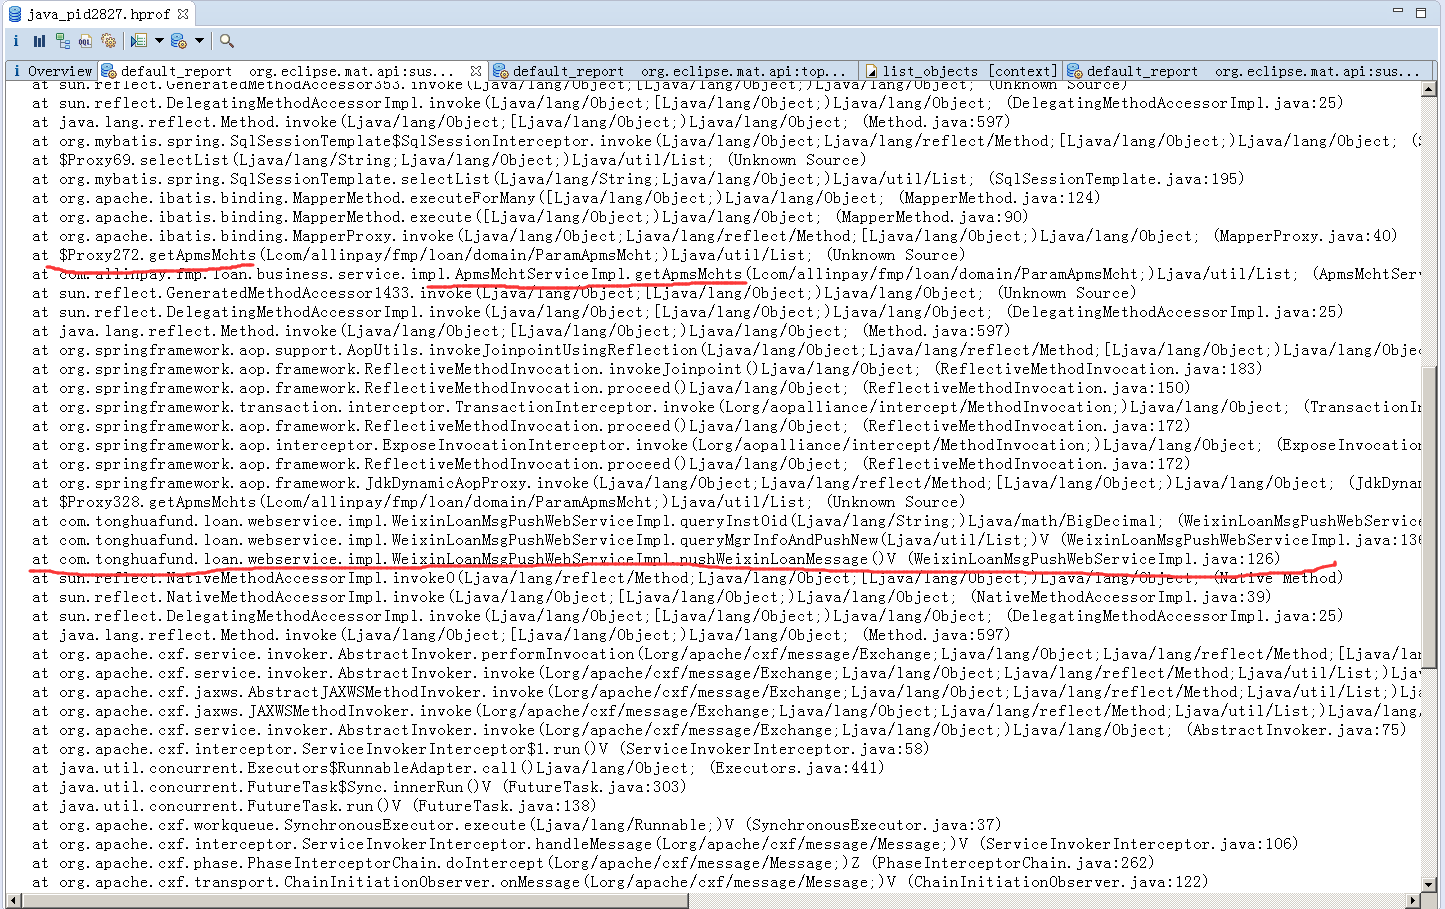 java_pid2827.hprof
i Overview default_report org.eclipse.mat.api:sus... default_report org.eclipse.mat.api:top... list_objects [context] default_report org.eclipse.mat.api:sus...
at sun.reflect.GeneratedMethodAccessor353.invoke(Ljava/lang/Object;[Ljava/lang/Object;)Ljava/lang/Object; (Unknown Source)
at sun.reflect.DelegatingMethodAccessorImpl.invoke(Ljava/lang/Object;[Ljava/lang/Object;)Ljava/lang/Object; (DelegatingMethodAccessorImpl.java:25)
at java.lang.reflect.Method.invoke(Ljava/lang/Object;[Ljava/lang/Object;)Ljava/lang/Object; (Method.java:597)
at org.mybatis.spring.SqlSessionTemplate$SqlSessionInterceptor.invoke(Ljava/lang/Object;Ljava/lang/reflect/Method;[Ljava/lang/Object;)Ljava/lang/Object; (S
at $Proxy69.selectList(Ljava/lang/String;Ljava/lang/Object;)Ljava/util/List; (Unknown Source)
at org.mybatis.spring.SqlSessionTemplate.selectList(Ljava/lang/String;Ljava/lang/Object;)Ljava/util/List; (SqlSessionTemplate.java:195)
at org.apache.ibatis.binding.MapperMethod.executeForMany([Ljava/lang/Object;)Ljava/lang/Object; (MapperMethod.java:124)
at org.apache.ibatis.binding.MapperMethod.execute([Ljava/lang/Object;)Ljava/lang/Object; (MapperMethod.java:90)
at org.apache.ibatis.binding.MapperProxy.invoke(Ljava/lang/Object;Ljava/lang/reflect/Method;[Ljava/lang/Object;)Ljava/lang/Object; (MapperProxy.java:40)
at $Proxy272.getApmsMchts(Lcom/allinpay/fmp/loan/domain/ParamApmsMcht;)Ljava/util/List; (Unknown Source)
at com.allinpay.fmp.loan.business.service.impl.ApmsMchtServiceImpl.getApmsMchts(Lcom/allinpay/fmp/loan/domain/ParamApmsMcht;)Ljava/util/List; (ApmsMchtServ
at sun.reflect.GeneratedMethodAccessor1433.invoke(Ljava/lang/Object;[Ljava/lang/Object;)Ljava/lang/Object; (Unknown Source)
at sun.reflect.DelegatingMethodAccessorImpl.invoke(Ljava/lang/Object;[Ljava/lang/Object;)Ljava/lang/Object; (DelegatingMethodAccessorImpl.java:25)
at java.lang.reflect.Method.invoke(Ljava/lang/Object;[Ljava/lang/Object;)Ljava/lang/Object; (Method.java:597)
at org.springframework.aop.support.AopUtils.invokeJoinpointUsingReflection(Ljava/lang/Object;Ljava/lang/reflect/Method;[Ljava/lang/Object;)Ljava/lang/Objec
at org.springframework.aop.framework.ReflectiveMethodInvocation.invokeJoinpoint()Ljava/lang/Object; (ReflectiveMethodInvocation.java:183)
at org.springframework.aop.framework.ReflectiveMethodInvocation.proceed()Ljava/lang/Object; (ReflectiveMethodInvocation.java:150)
at org.springframework.transaction.interceptor.TransactionInterceptor.invoke(Lorg/aopalliance/intercept/MethodInvocation;)Ljava/lang/Object; (TransactionIn
at org.springframework.aop.framework.ReflectiveMethodInvocation.proceed()Ljava/lang/Object; (ReflectiveMethodInvocation.java:172)
at org.springframework.aop.interceptor.ExposeInvocationInterceptor.invoke(Lorg/aopalliance/intercept/MethodInvocation;)Ljava/lang/Object; (ExposeInvocation
at org.springframework.aop.framework.ReflectiveMethodInvocation.proceed()Ljava/lang/Object; (ReflectiveMethodInvocation.java:172)
at org.springframework.aop.framework.JdkDynamicAopProxy.invoke(Ljava/lang/Object;Ljava/lang/reflect/Method;[Ljava/lang/Object;)Ljava/lang/Object; (JdkDynam
at $Proxy328.getApmsMchts(Lcom/allinpay/fmp/loan/domain/ParamApmsMcht;)Ljava/util/List; (Unknown Source)
at com.tonghuafund.loan.webservice.impl.WeixinLoanMsgPushWebServiceImpl.queryInstOid(Ljava/lang/String;)Ljava/math/BigDecimal; (WeixinLoanMsgPushWebService
at com.tonghuafund.loan.webservice.impl.WeixinLoanMsgPushWebServiceImpl.queryMgrInfoAndPushNew(Ljava/util/List;)V (WeixinLoanMsgPushWebServiceImpl.java:136
at com.tonghuafund.loan.webservice.impl.WeixinLoanMsgPushWebServiceImpl.pushWeixinLoanMessage()V (WeixinLoanMsgPushWebServiceImpl.java:126)
at sun.reflect.NativeMethodAccessorImpl.invoke0(Ljava/lang/reflect/Method;Ljava/lang/Object;[Ljava/lang/Object;)Ljava/lang/Object; (Native Method)
at sun.reflect.NativeMethodAccessorImpl.invoke(Ljava/lang/Object;[Ljava/lang/Object;)Ljava/lang/Object; (NativeMethodAccessorImpl.java:39)
at sun.reflect.DelegatingMethodAccessorImpl.invoke(Ljava/lang/Object;[Ljava/lang/Object;)Ljava/lang/Object; (DelegatingMethodAccessorImpl.java:25)
at java.lang.reflect.Method.invoke(Ljava/lang/Object;[Ljava/lang/Object;)Ljava/lang/Object; (Method.java:597)
at org.apache.cxf.service.invoker.AbstractInvoker.performInvocation(Lorg/apache/cxf/message/Exchange;Ljava/lang/Object;Ljava/lang/reflect/Method;[Ljava/lan
at org.apache.cxf.service.invoker.AbstractInvoker.invoke(Lorg/apache/cxf/message/Exchange;Ljava/lang/Object;Ljava/lang/reflect/Method;Ljava/util/List;)Ljav
at org.apache.cxf.jaxws.AbstractJAXWSMethodInvoker.invoke(Lorg/apache/cxf/message/Exchange;Ljava/lang/Object;Ljava/lang/reflect/Method;Ljava/util/List;)Lja
at org.apache.cxf.jaxws.JAXWSMethodInvoker.invoke(Lorg/apache/cxf/message/Exchange;Ljava/lang/Object;Ljava/lang/reflect/Method;Ljava/util/List;)Ljava/lang/
at org.apache.cxf.service.invoker.AbstractInvoker.invoke(Lorg/apache/cxf/message/Exchange;Ljava/lang/Object;)Ljava/lang/Object; (AbstractInvoker.java:75)
at org.apache.cxf.interceptor.ServiceInvokerInterceptor$1.run()V (ServiceInvokerInterceptor.java:58)
at java.util.concurrent.Executors$RunnableAdapter.call()Ljava/lang/Object; (Executors.java:441)
at java.util.concurrent.FutureTask$Sync.innerRun()V (FutureTask.java:303)
at java.util.concurrent.FutureTask.run()V (FutureTask.java:138)
at org.apache.cxf.workqueue.SynchronousExecutor.execute(Ljava/lang/Runnable;)V (SynchronousExecutor.java:37)
at org.apache.cxf.interceptor.ServiceInvokerInterceptor.handleMessage(Lorg/apache/cxf/message/Message;)V (ServiceInvokerInterceptor.java:106)
at org.apache.cxf.phase.PhaseInterceptorChain.doIntercept(Lorg/apache/cxf/message/Message;)Z (PhaseInterceptorChain.java:262)
at org.apache.cxf.transport.ChainInitiationObserver.onMessage(Lorg/apache/cxf/message/Message;)V (ChainInitiationObserver.java:122)